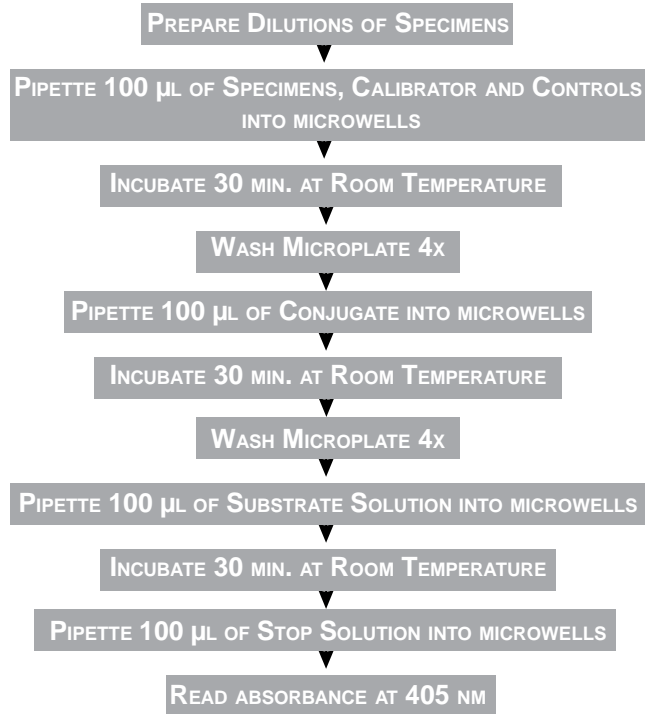 Prepare Dilutions of Specimens
Pipette 100 µl of Specimens, Calibrator and Controls
into microwells
Incubate 30 min. at Room Temperature
Wash Microplate 4x
Pipette 100 µl of Conjugate into microwells
Incubate 30 min. at Room Temperature
Wash Microplate 4x
Pipette 100 µl of Substrate Solution into microwells
Incubate 30 min. at Room Temperature
Pipette 100 µl of Stop Solution into microwells
Read absorbance at 405 nm